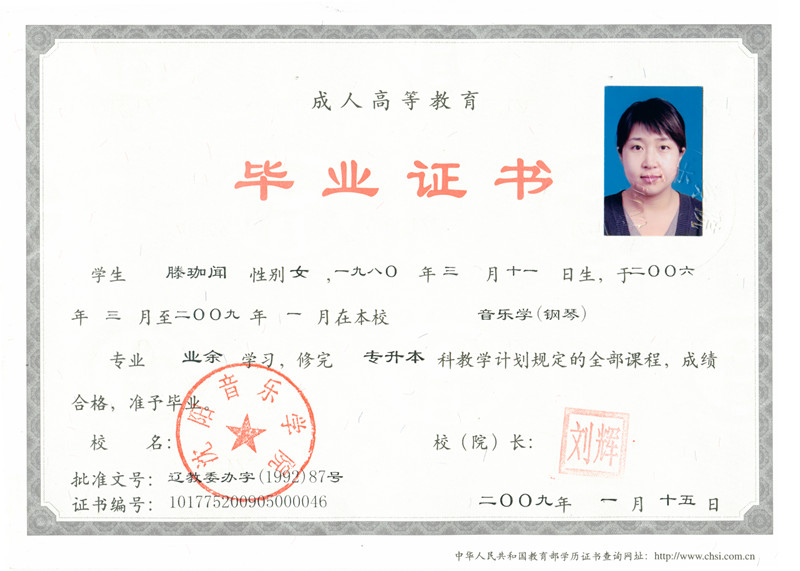 成人高等教育
毕业证书
学生 滕珈闻 性别 女 ,一九八〇 年 三 月 十一 日生，于二〇〇六
年 三 月至二〇〇九 年 一 月在本校 音乐学(钢琴)
专业 业余 学习，修完 专升本 科教学计划规定的全部课程，成绩
合格，准予毕业。
沈阳音乐学院
校 名： 校（院）长： 刘辉
批准文号：辽教委办字(1992)87号
证书编号：101775200905000046 二〇〇九年 一 月 十五 日
中华人民共和国教育部学历证书查询网址：http://www.chsi.com.cn